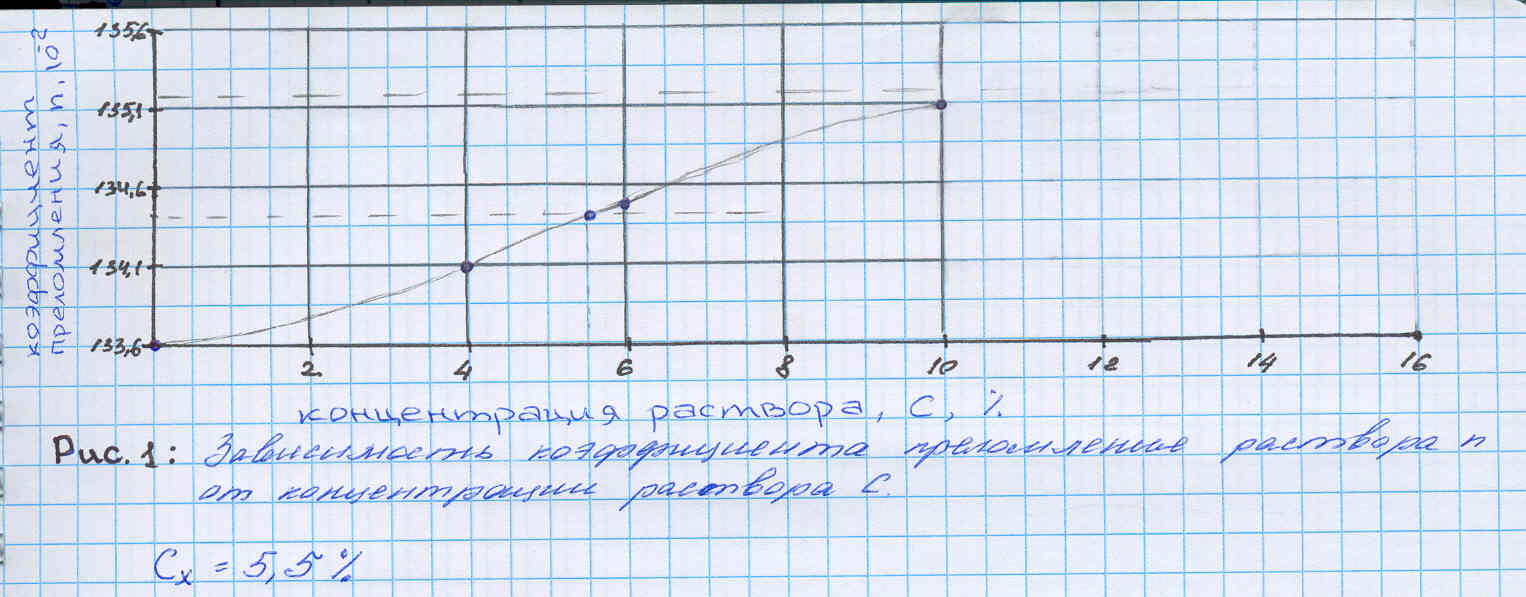 коэффициент
преломления, n, 10⁻²
135,6
135,1
134,6
134,1
133,6
2 4 6 8 10 12 14 16
концентрация раствора, С, %
Рис. 1: Зависимость коэффициента преломление раствора n
от концентрации раствора С.
Сх = 5,5 %